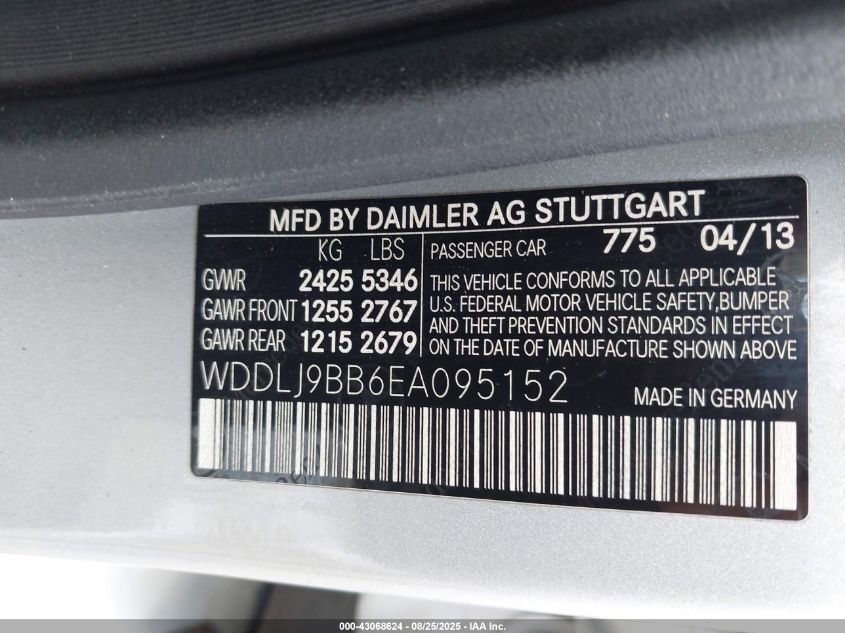 MFD BY DAIMLER AG STUTTGART
KG LBS
GVWR 2425 5346
GAWR FRONT 1255 2767
GAWR REAR 1215 2679
PASSENGER CAR 775 04/13
THIS VEHICLE CONFORMS TO ALL APPLICABLE
U.S. FEDERAL MOTOR VEHICLE SAFETY,BUMPER
AND THEFT PREVENTION STANDARDS IN EFFECT
ON THE DATE OF MANUFACTURE SHOWN ABOVE
WDDLJ9BB6EA095152
MADE IN GERMANY
000-43068624 - 08/25/2025 - IAA Inc.